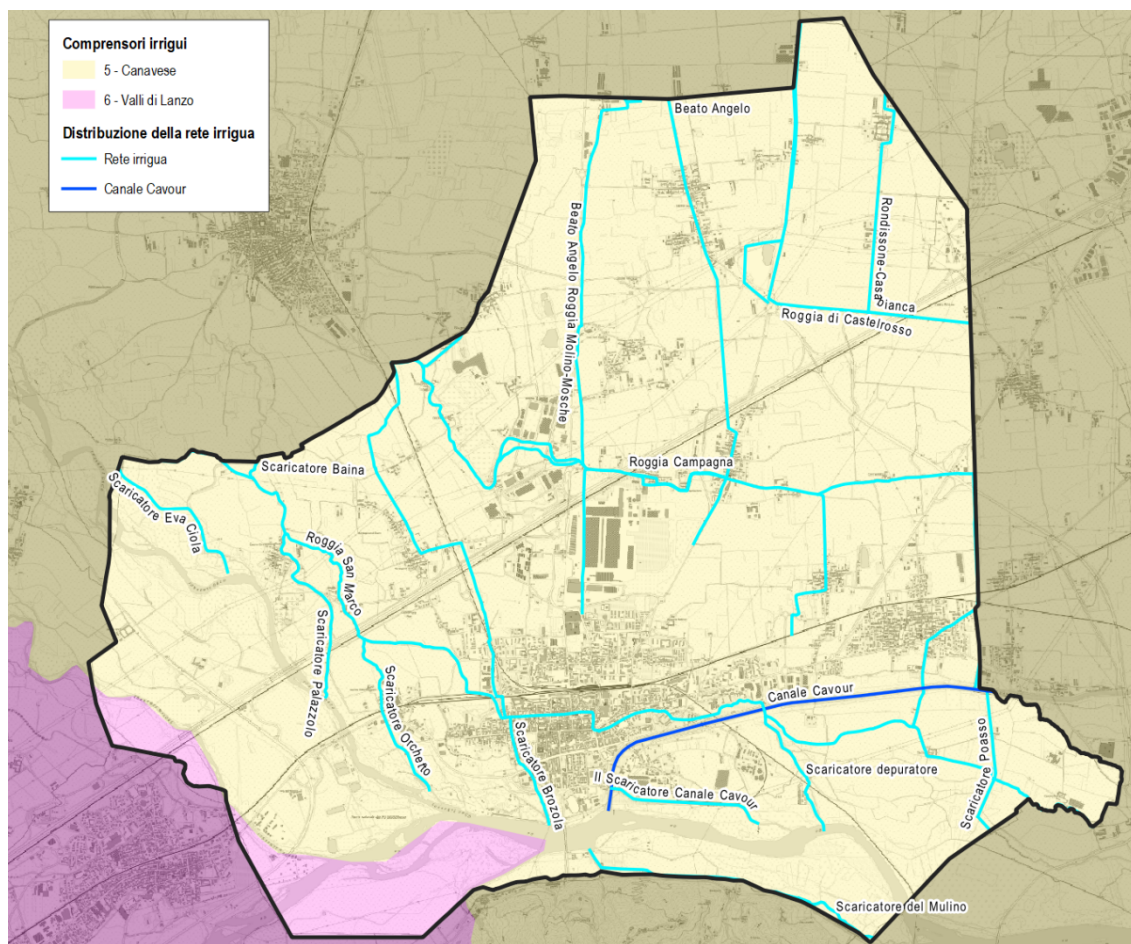 Comprensori irrigui
5 - Canavese
6 - Valli di Lanzo
Distribuzione della rete irrigua
Rete irrigua
Canale Cavour
Beato Angelo
Beato Angelo Roggia Molino-Mosche
Rondissone-Casabianca
Roggia di Castelrosso
Roggia Campagna
Scaricatore Baina
Scaricatore Eva Ciola
Roggia San Marco
Scaricatore Palazzolo
Scaricatore Orchetto
Canale Cavour
Scaricatore Brozola
II Scaricatore Canale Cavour
Scaricatore depuratore
Scaricatore Poasso
Scaricatore del Mulino